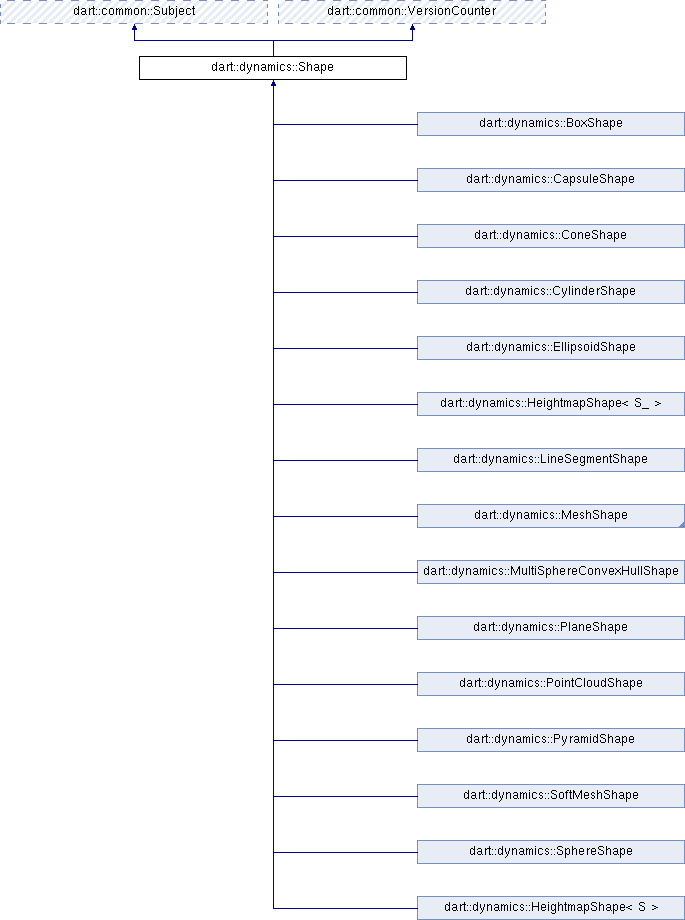 dart::common::Subject
dart::common::VersionCounter
dart::dynamics::Shape
dart::dynamics::BoxShape
dart::dynamics::CapsuleShape
dart::dynamics::ConeShape
dart::dynamics::CylinderShape
dart::dynamics::EllipsoidShape
dart::dynamics::HeightmapShape< S_ >
dart::dynamics::LineSegmentShape
dart::dynamics::MeshShape
dart::dynamics::MultiSphereConvexHullShape
dart::dynamics::PlaneShape
dart::dynamics::PointCloudShape
dart::dynamics::PyramidShape
dart::dynamics::SoftMeshShape
dart::dynamics::SphereShape
dart::dynamics::HeightmapShape< S >